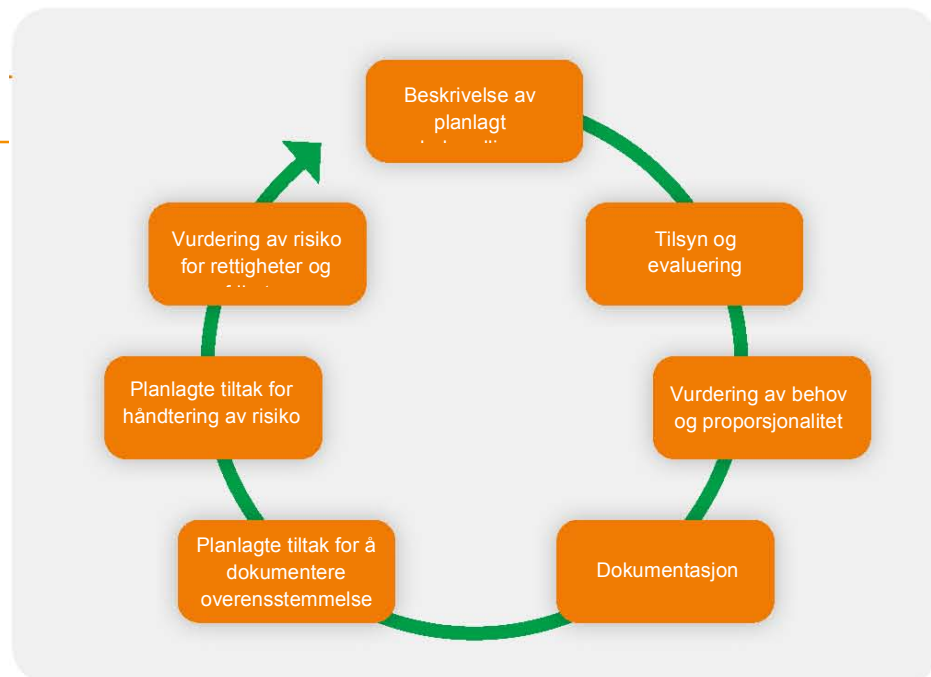 Beskrivelse av
planlagt
Tilsyn og
evaluering
Vurdering av behov
og proporsjonalitet
Dokumentasjon
Planlagte tiltak for å
dokumentere
overensstemmelse
Planlagte tiltak for
håndtering av risiko
Vurdering av risiko
for rettigheter og